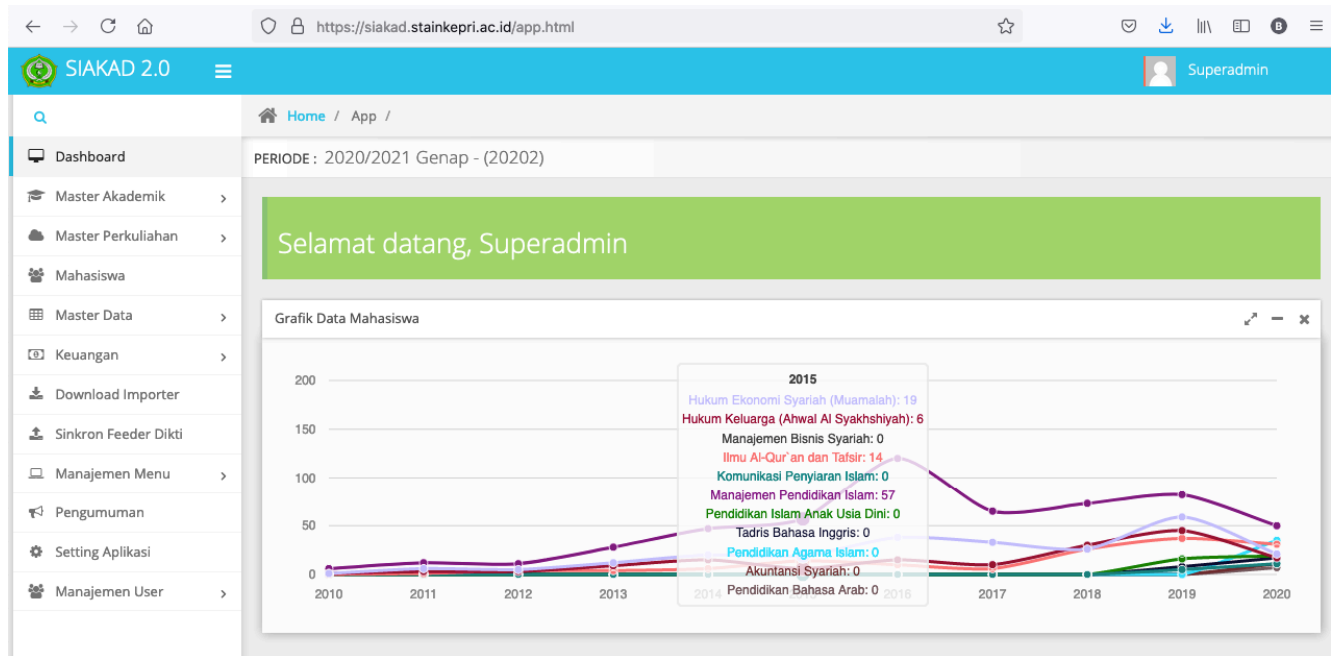 https://siakad.stainkepri.ac.id/app.html
B
SIAKAD 2.0
Superadmin
Home / App /
Dashboard
Master Akademik
Master Perkuliahan
Mahasiswa
Master Data
Keuangan
Download Importer
Sinkron Feeder Dikti
Manajemen Menu
Pengumuman
Setting Aplikasi
Manajemen User
PERIODE : 2020/2021 Genap - (20202)
Selamat datang, Superadmin
Grafik Data Mahasiswa
200
150
100
50
0
2015
Hukum Ekonomi Syariah (Muamalah): 19
Hukum Keluarga (Ahwal Al Syakhshiyah): 6
Manajemen Bisnis Syariah: 0
Ilmu Al-Qur`an dan Tafsir: 14
Komunikasi Penyiaran Islam: 0
Manajemen Pendidikan Islam: 57
Pendidikan Islam Anak Usia Dini: 0
Tadris Bahasa Inggris: 0
Pendidikan Agama Islam: 0
Akuntansi Syariah: 0
Pendidikan Bahasa Arab: 0
2010 2011 2012 2013 2014 2015 2016 2017 2018 2019 2020